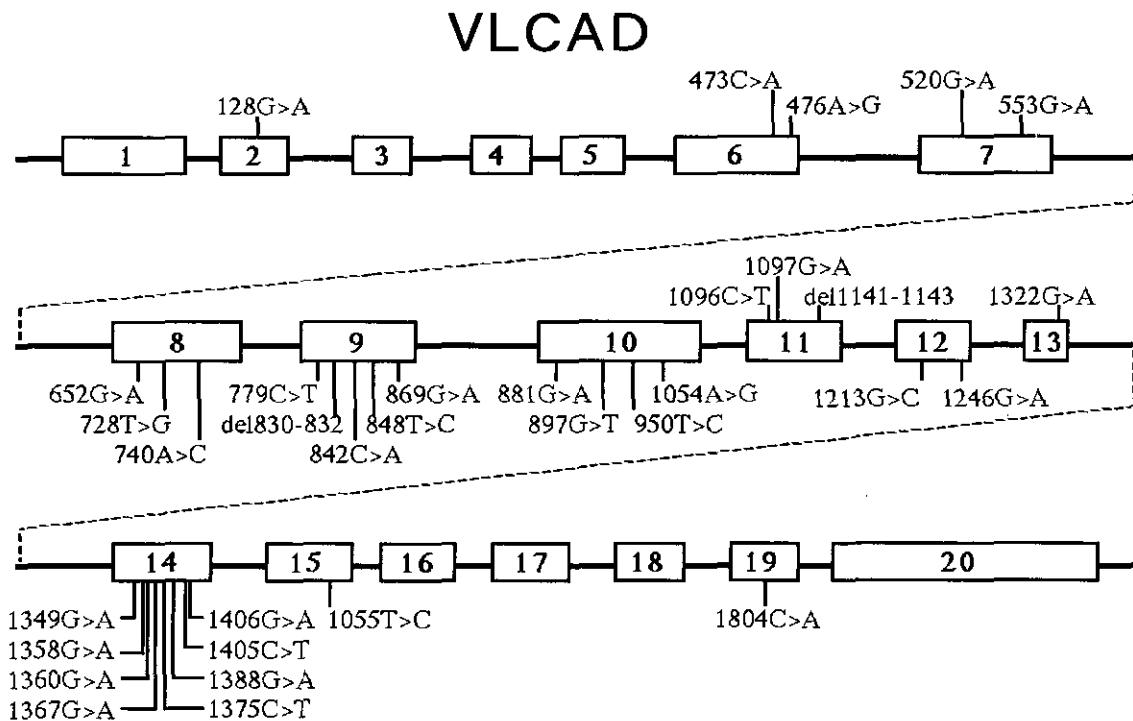 VLCAD
473C>A 520G>A
128G>A 476A>G 553G>A
1 2 3 4 5 6 7
1097G>A
1096C>T del1141-1143 1322G>A
8 9 10 11 12 13
652G>A 779C>T 869G>A 881G>A 1054A>G 1213G>C 1246G>A
728T>G del830-832 848T>C 897G>T 950T>C
740A>C 842C>A
14 15 16 17 18 19 20
1349G>A 1406G>A 1055T>C 1804C>A
1358G>A 1405C>T
1360G>A 1388G>A
1367G>A 1375C>T